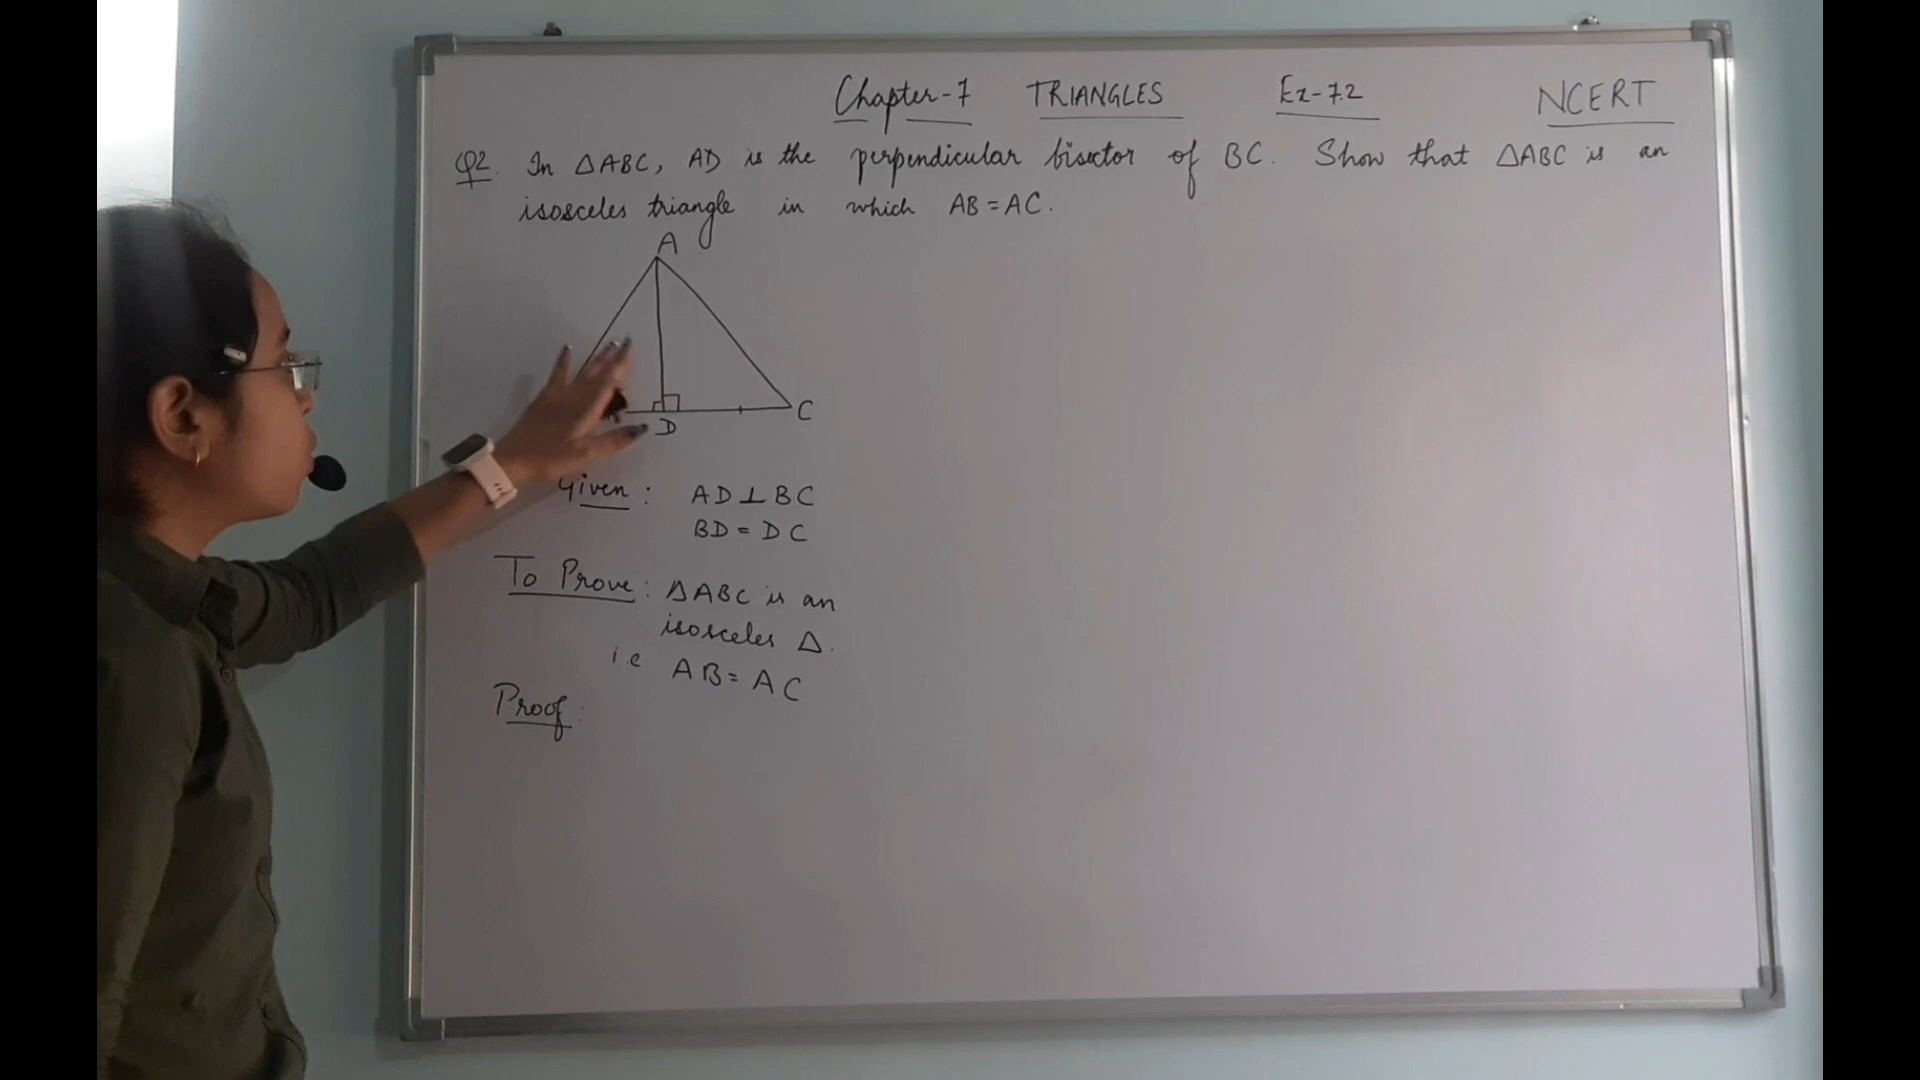 Chapter-7 TRIANGLES Ex-7.2 NCERT
Q2. In △ABC, AD is the perpendicular bisector of BC. Show that △ABC is an
isosceles triangle in which AB = AC.
A
C
D
Given : AD ⊥ BC
BD = DC
To Prove : △ABC is an
isosceles △.
i.e AB = AC
Proof :